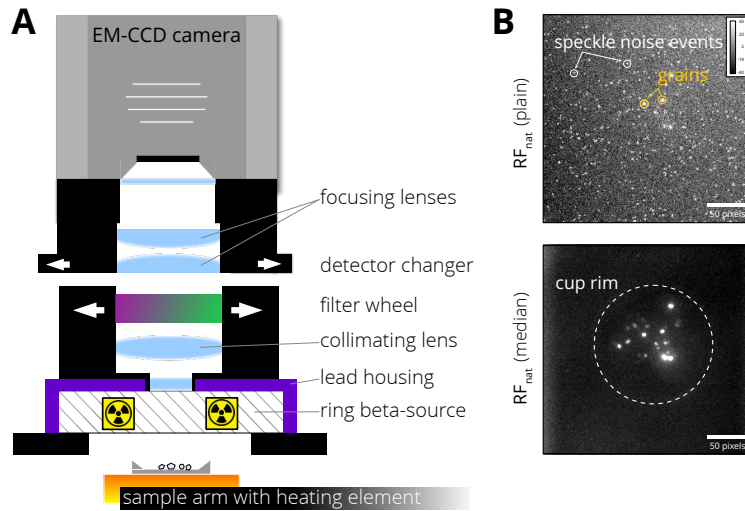 A
EM-CCD camera
focusing lenses
detector changer
filter wheel
collimating lens
lead housing
ring beta-source
sample arm with heating element
B
speckle noise events
grains
RFnat (plain)
50 pixels
cup rim
RFnat (median)
50 pixels